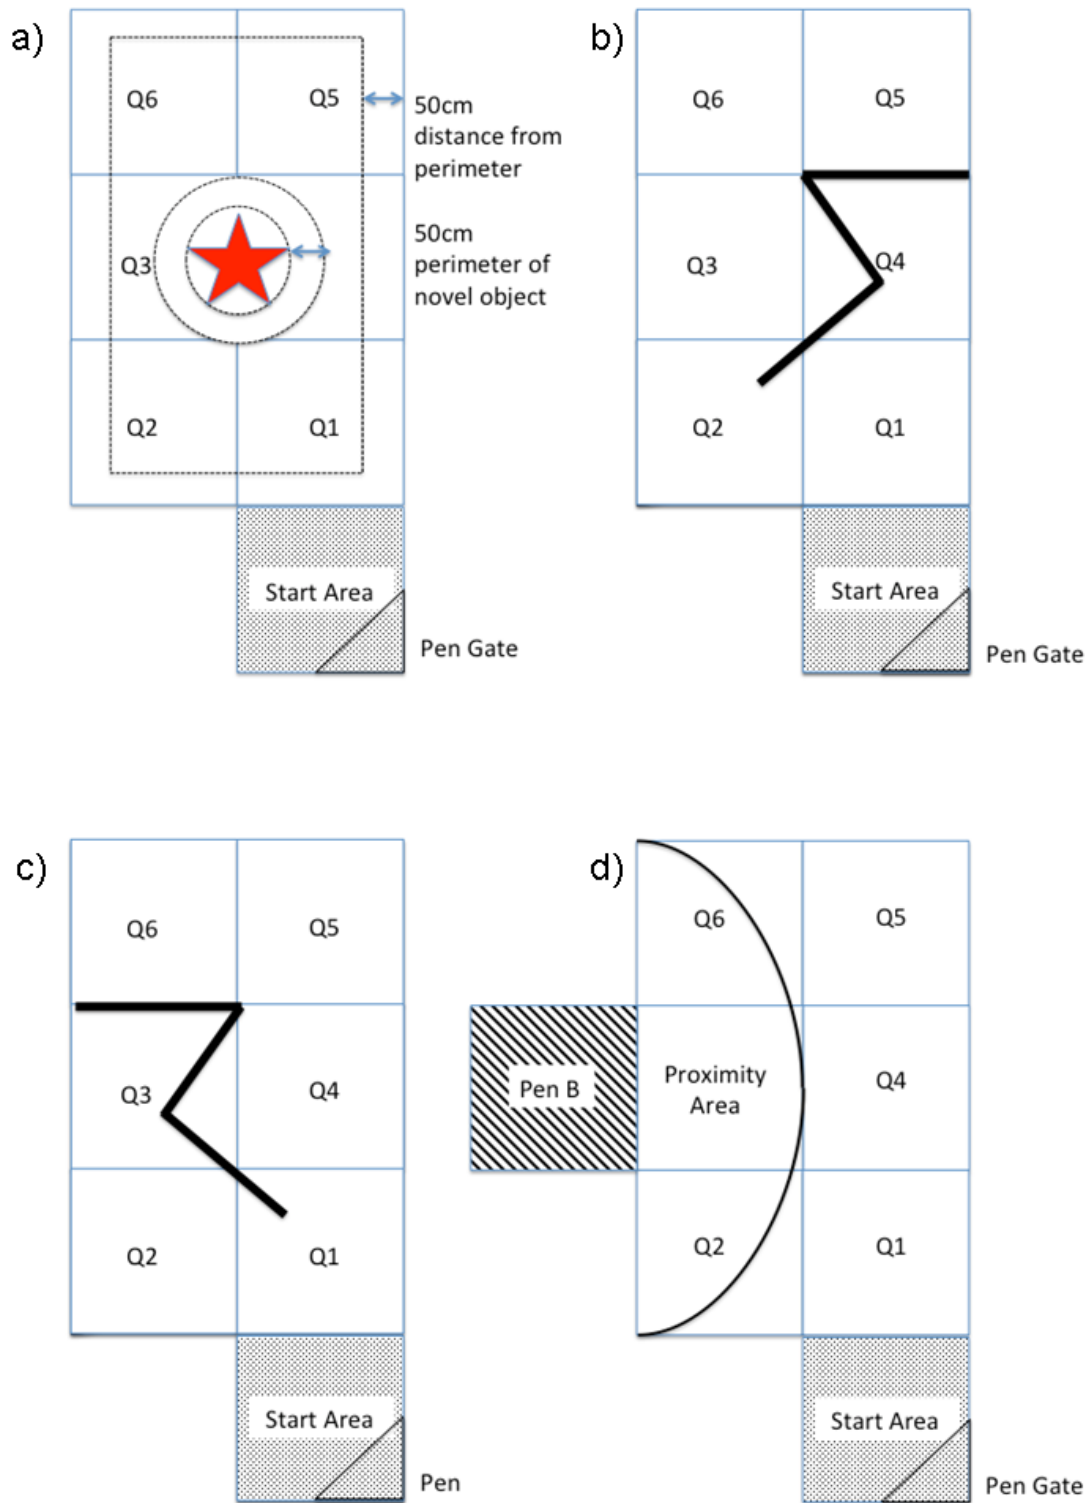 a)
Q6
Q5
50cm
distance from
perimeter
Q3
50cm
perimeter of
novel object
Q2
Q1
Start Area
Pen Gate
b)
Q6
Q5
Q3
Q4
Q2
Q1
Start Area
Pen Gate
c)
Q6
Q5
Q3
Q4
Q2
Q1
Start Area
Pen
d)
Q6
Q5
Pen B
Proximity
Area
Q4
Q2
Q1
Start Area
Pen Gate